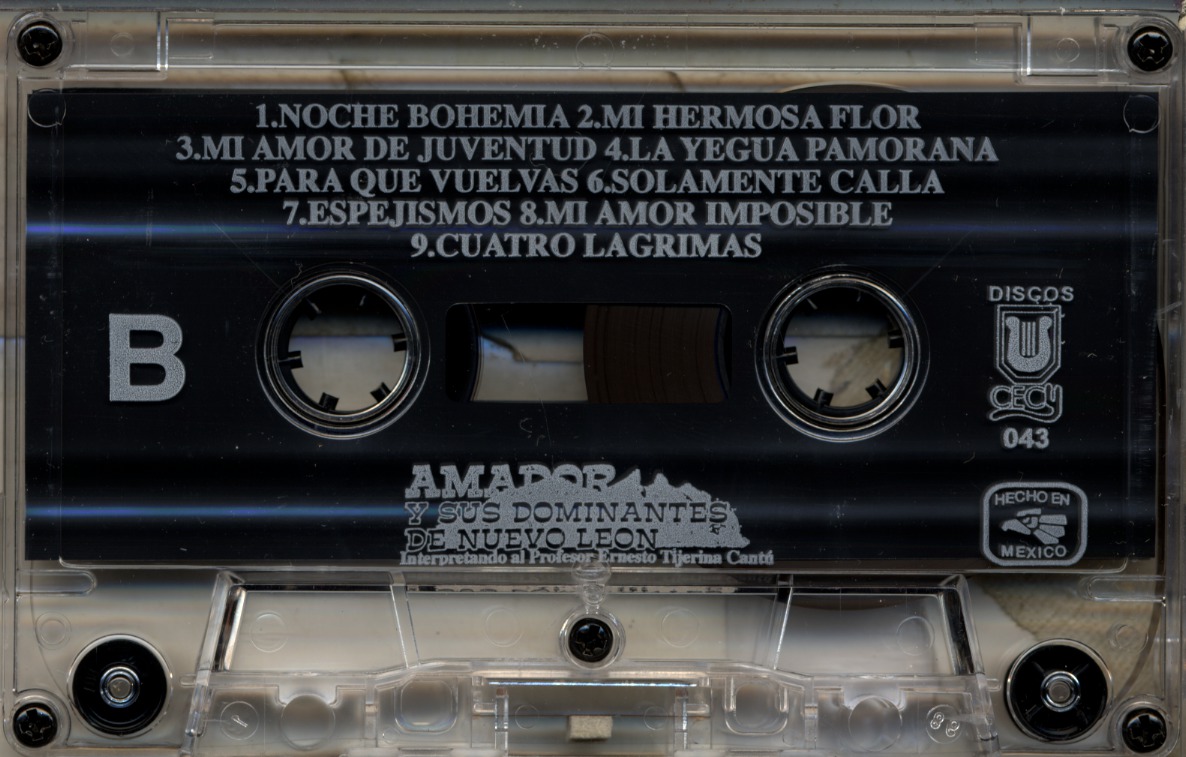 1.NOCHE BOHEMIA 2.MI HERMOSA FLOR
3.MI AMOR DE JUVENTUD 4.LA YEGUA PAMORANA
5.PARA QUE VUELVAS 6.SOLAMENTE CALLA
7.ESPEJISMOS 8.MI AMOR IMPOSIBLE
9.CUATRO LAGRIMAS
B
DISCOS
CECY
043
AMADOR
Y SUS DOMINANTES
DE NUEVO LEON
Interpretando al Profesor Ernesto Tijerina Cantú
HECHO EN
MEXICO